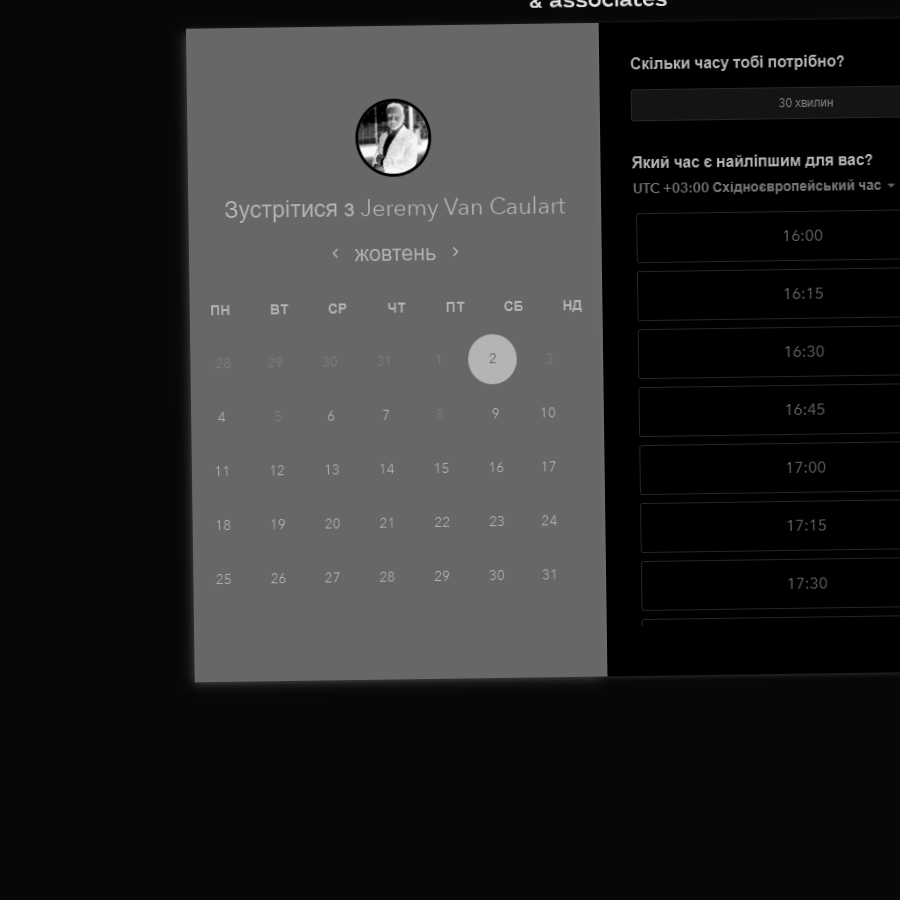 & associates
Зустрітися з Jeremy Van Caulart
жовтень
ПН ВТ СР ЧТ ПТ СБ НД
28 29 30 31 1 2 3
4 5 6 7 8 9 10
11 12 13 14 15 16 17
18 19 20 21 22 23 24
25 26 27 28 29 30 31
Скільки часу тобі потрібно?
30 хвилин
Який час є найліпшим для вас?
UTC +03:00 Східноєвропейський час
16:00
16:15
16:30
16:45
17:00
17:15
17:30